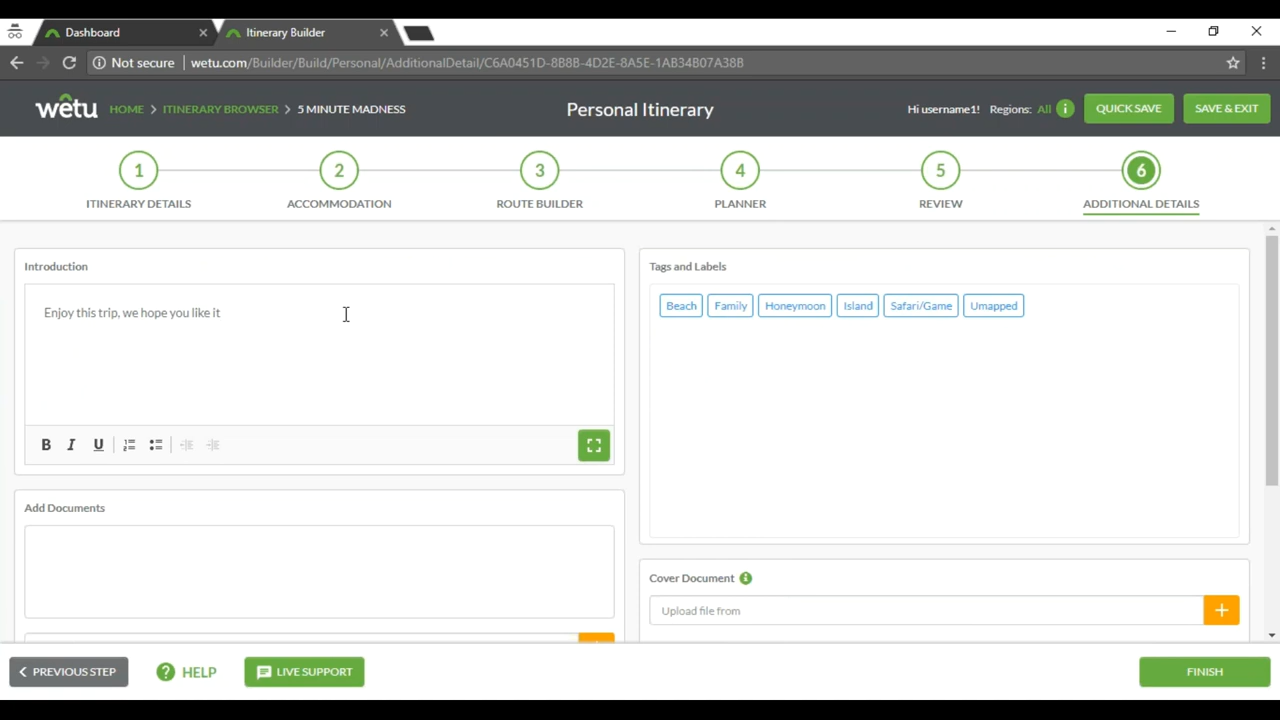 Dashboard
Itinerary Builder
Not secure | wetu.com/Builder/Build/Personal/AdditionalDetail/C6A0451D-8B8B-4D2E-8A5E-1AB34B07A38B
wetu HOME > ITINERARY BROWSER > 5 MINUTE MADNESS
Personal Itinerary
Hi username1! Regions: All
QUICK SAVE
SAVE & EXIT
1 2 3 4 5 6
ITINERARY DETAILS ACCOMMODATION ROUTE BUILDER PLANNER REVIEW ADDITIONAL DETAILS
Introduction
Enjoy this trip, we hope you like it
B I U
Add Documents
Tags and Labels
Beach Family Honeymoon Island Safari/Game Umapped
Cover Document
Upload file from
PREVIOUS STEP
HELP
LIVE SUPPORT
FINISH